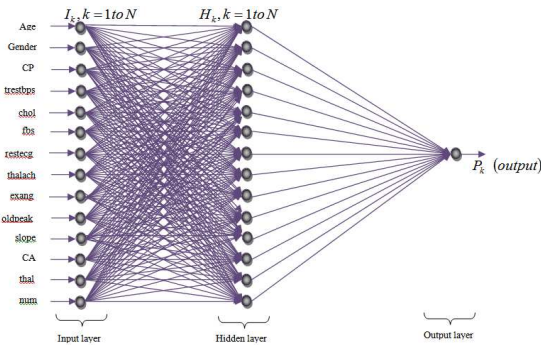 I_k, k = 1 to N
H_k, k = 1 to N
Age
Gender
CP
trestbps
chol
fbs
restecg
thalach
exang
oldpeak
slope
CA
thal
num
P_k (output)
Input layer
Hidden layer
Output layer